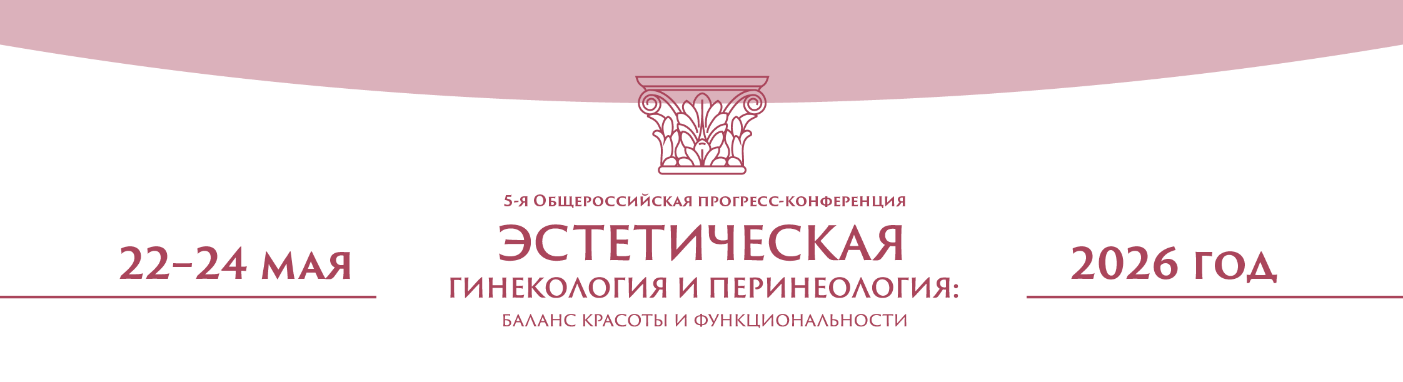 5-я Общероссийская прогресс-конференция
ЭСТЕТИЧЕСКАЯ
ГИНЕКОЛОГИЯ И ПЕРИНЕОЛОГИЯ:
БАЛАНС КРАСОТЫ И ФУНКЦИОНАЛЬНОСТИ
22–24 МАЯ
2026 ГОД